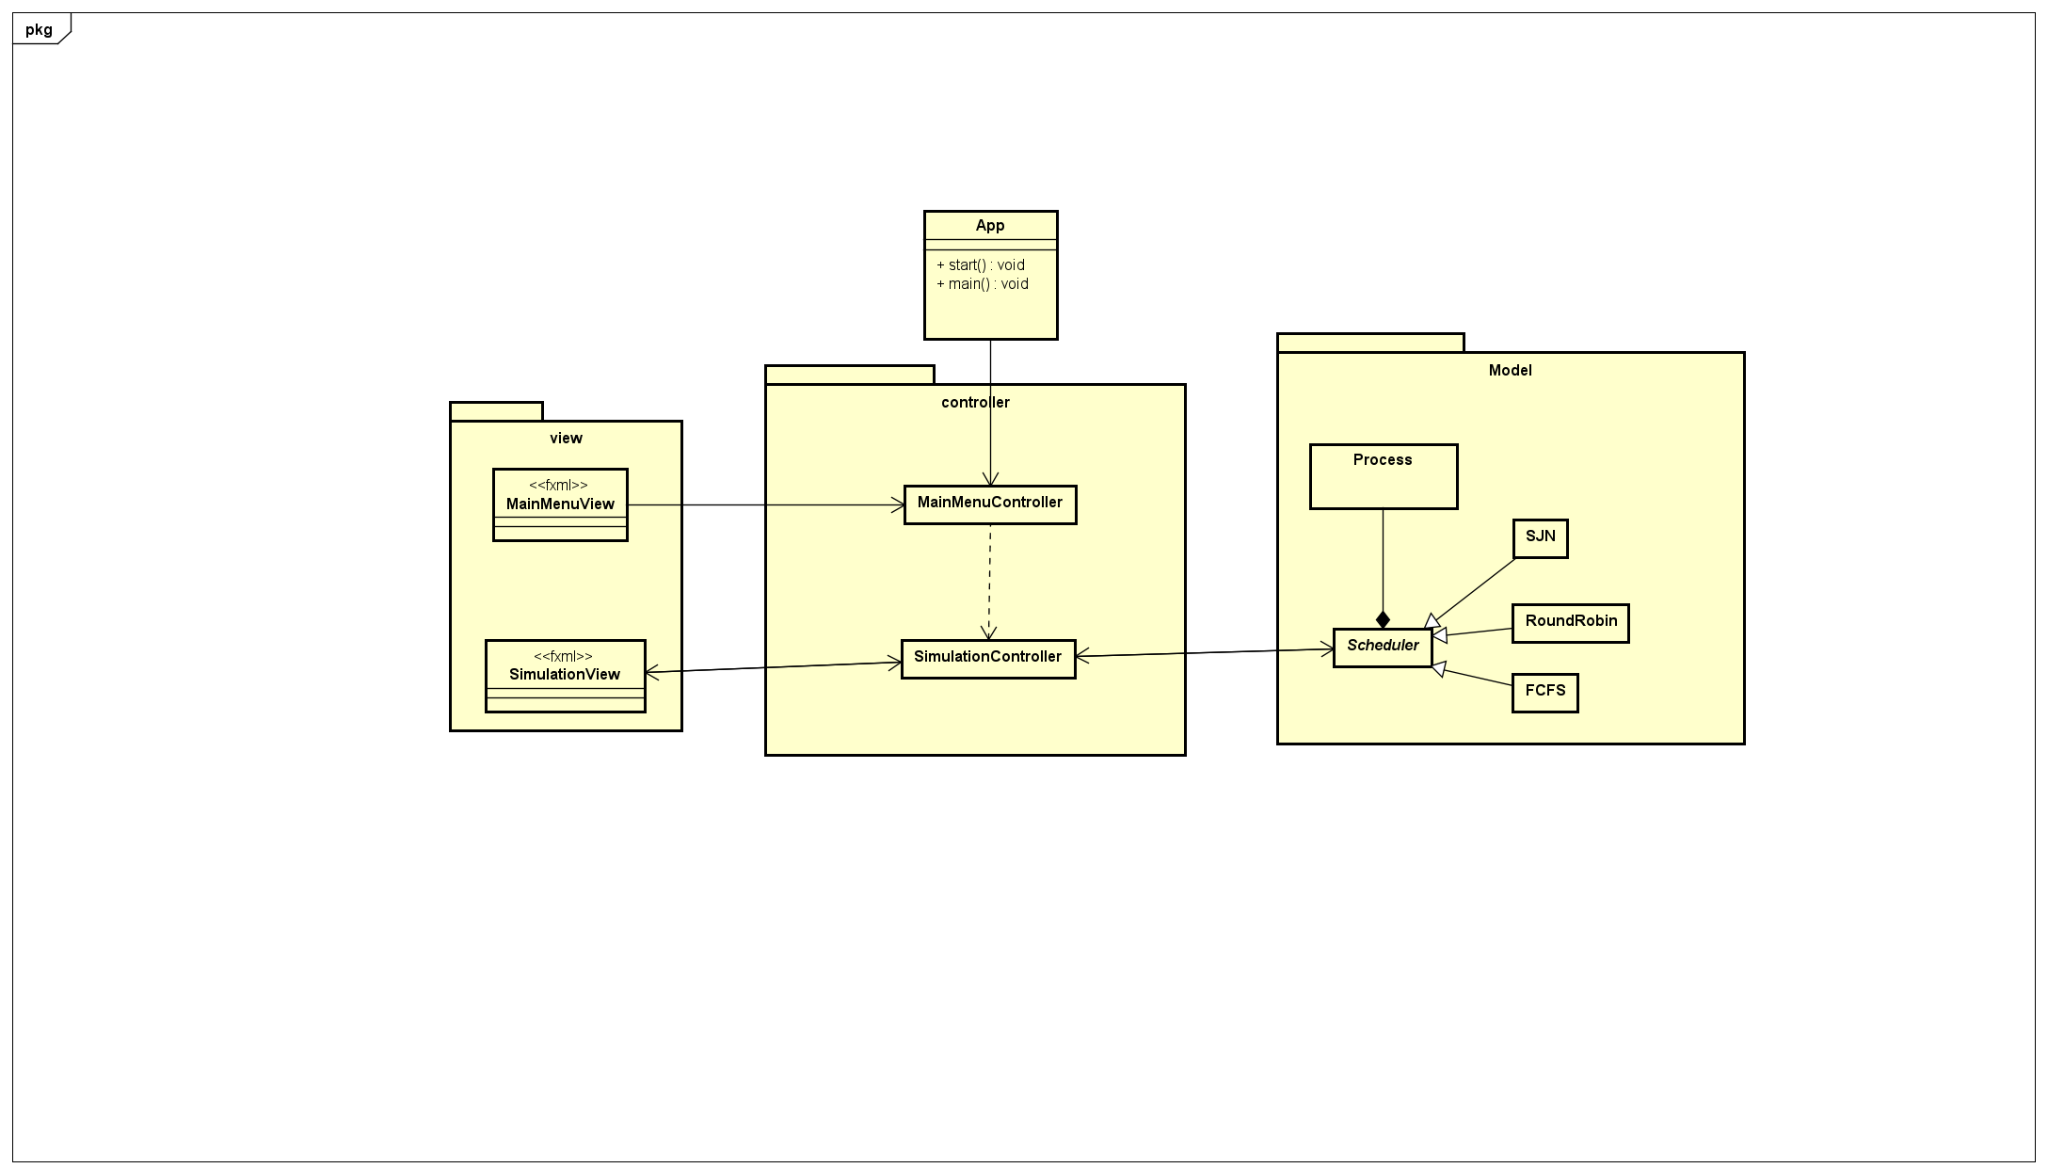 pkg
App
+ start() : void
+ main() : void
view
<<fxml>>
MainMenuView
<<fxml>>
SimulationView
controller
MainMenuController
SimulationController
Model
Process
SJN
RoundRobin
Scheduler
FCFS